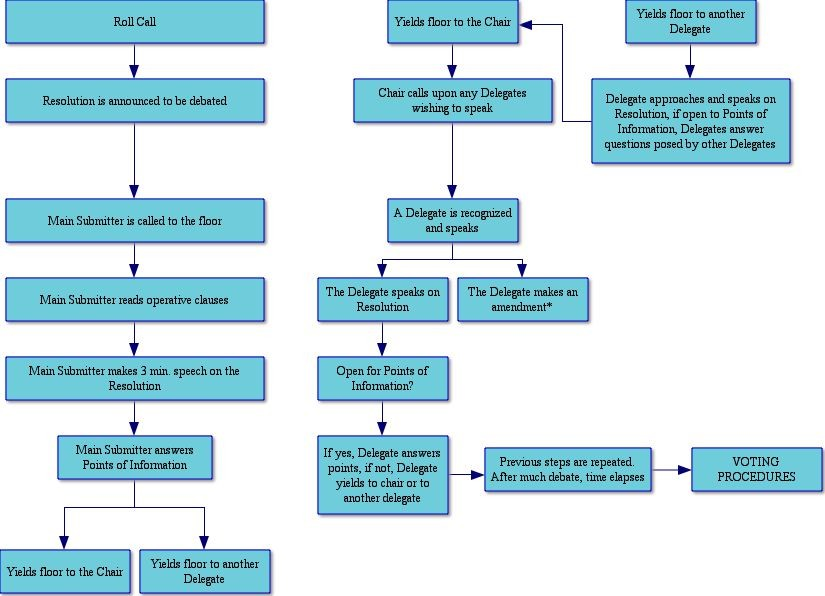 Roll Call
Resolution is announced to be debated
Main Submitter is called to the floor
Main Submitter reads operative clauses
Main Submitter makes 3 min. speech on the
Resolution
Main Submitter answers
Points of Information
Yields floor to the Chair
Yields floor to another
Delegate
Yields floor to the Chair
Chair calls upon any Delegates
wishing to speak
A Delegate is recognized
and speaks
The Delegate speaks on
Resolution
The Delegate makes an
amendment*
Open for Points of
Information?
If yes, Delegate answers
points, if not, Delegate
yields to chair or to
another delegate
Previous steps are repeated.
After much debate, time elapses
VOTING
PROCEDURES
Yields floor to another
Delegate
Delegate approaches and speaks on
Resolution, if open to Points of
Information, Delegates answer
questions posed by other Delegates